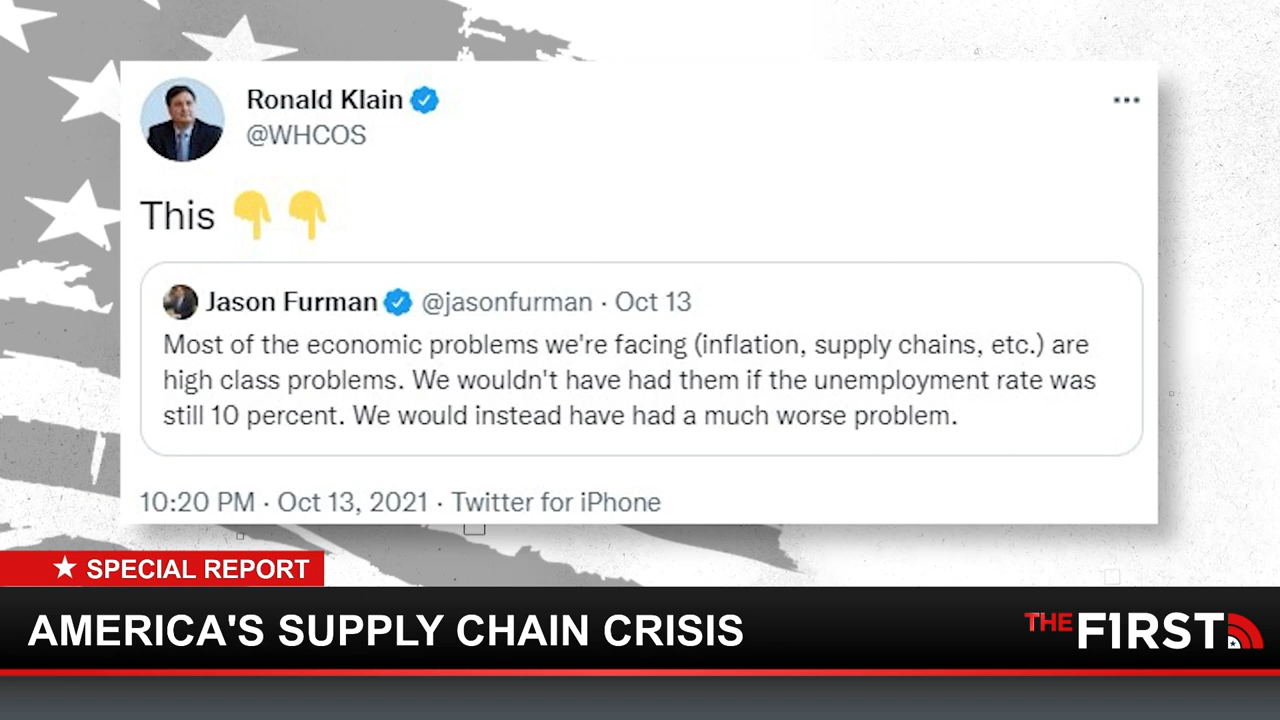 Ronald Klain
@WHCOS
This 👇👇
Jason Furman @jasonfurman · Oct 13
Most of the economic problems we're facing (inflation, supply chains, etc.) are
high class problems. We wouldn't have had them if the unemployment rate was
still 10 percent. We would instead have had a much worse problem.
10:20 PM · Oct 13, 2021 · Twitter for iPhone
SPECIAL REPORT
AMERICA'S SUPPLY CHAIN CRISIS
THE FIRST